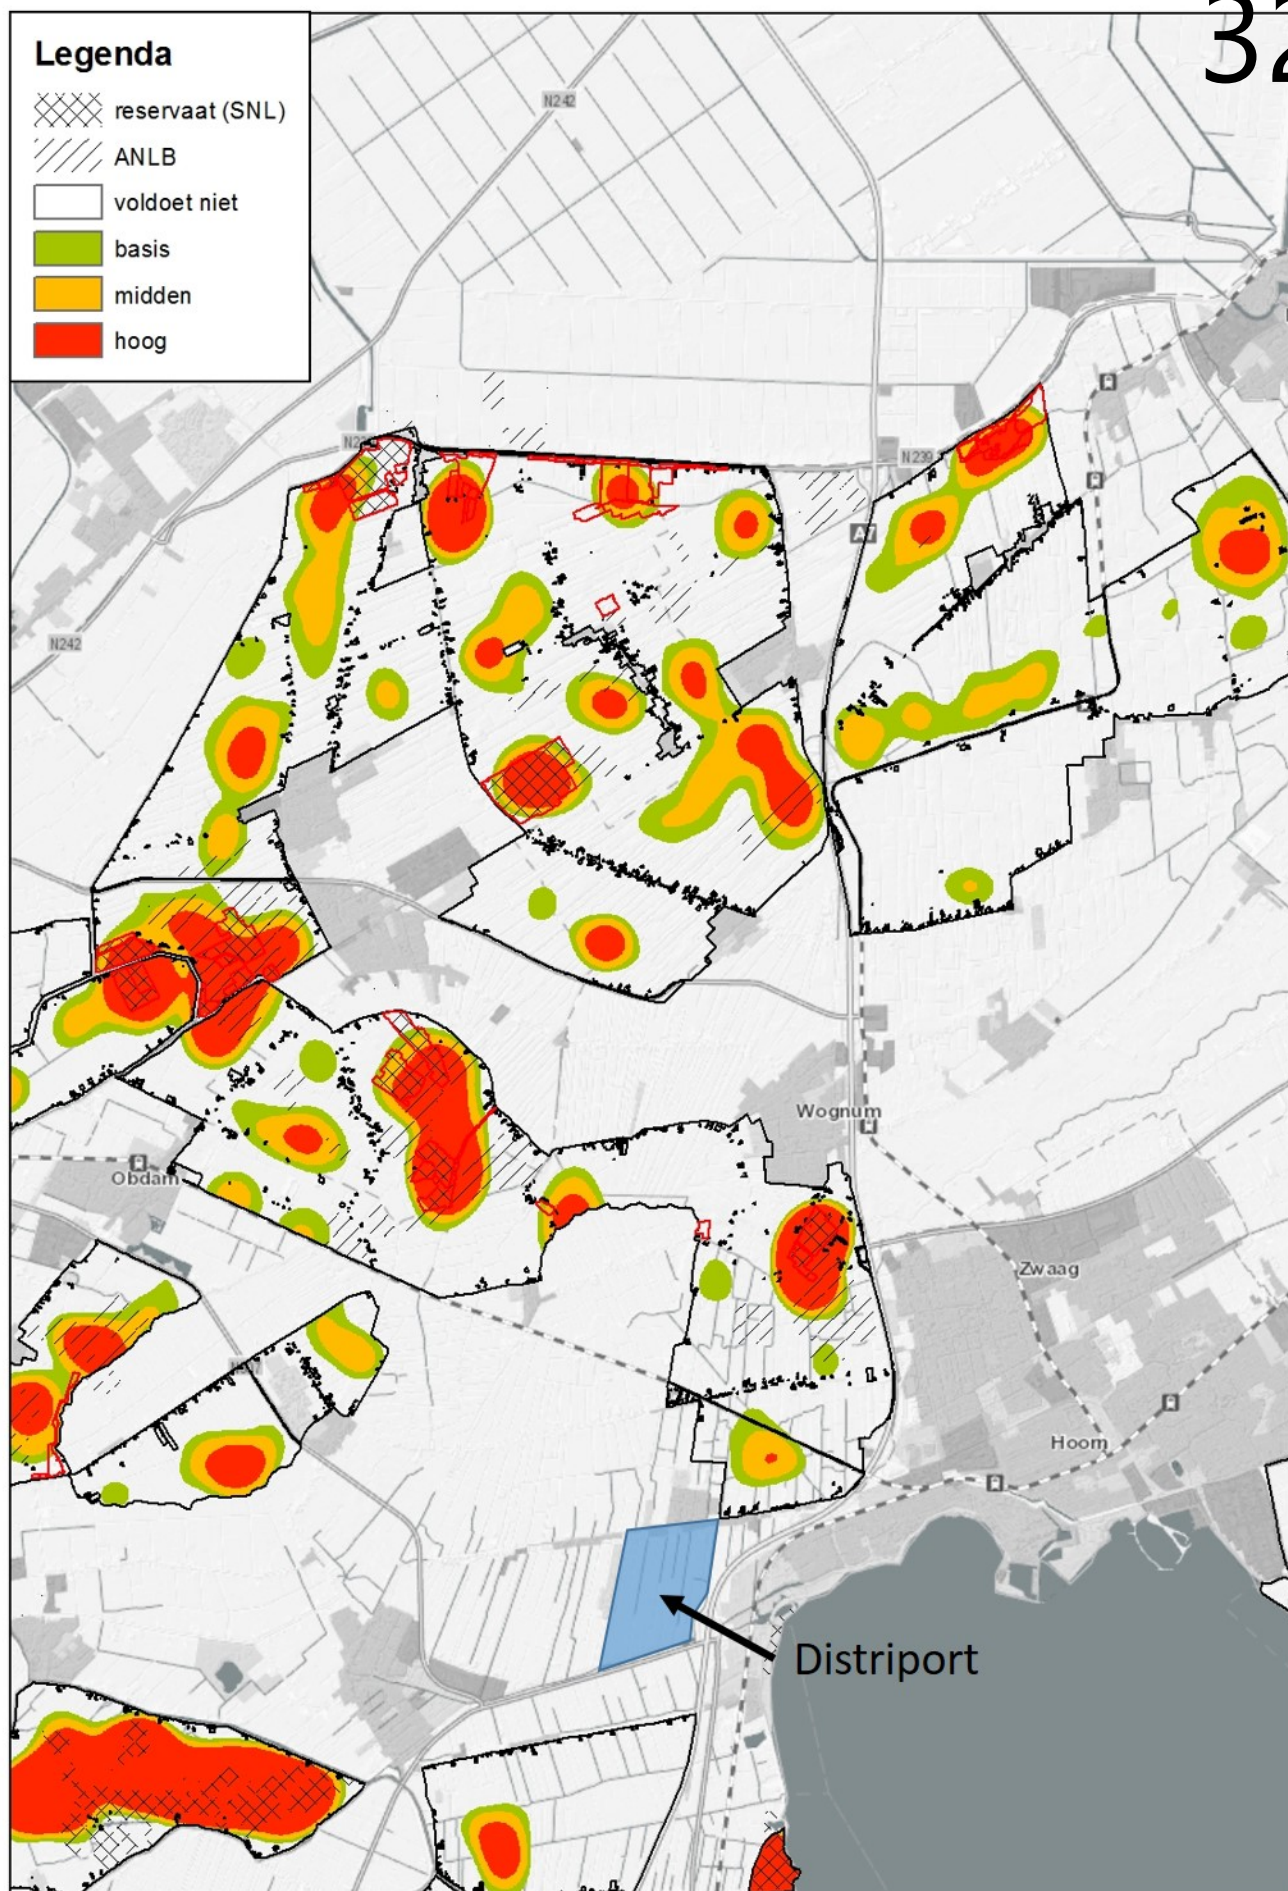 32
Legenda
reservaat (SNL)
ANLB
voldoet niet
basis
midden
hoog
N242
N239
A7
N242
Wognum
Obdam
Zwaag
Hoorn
Distriport